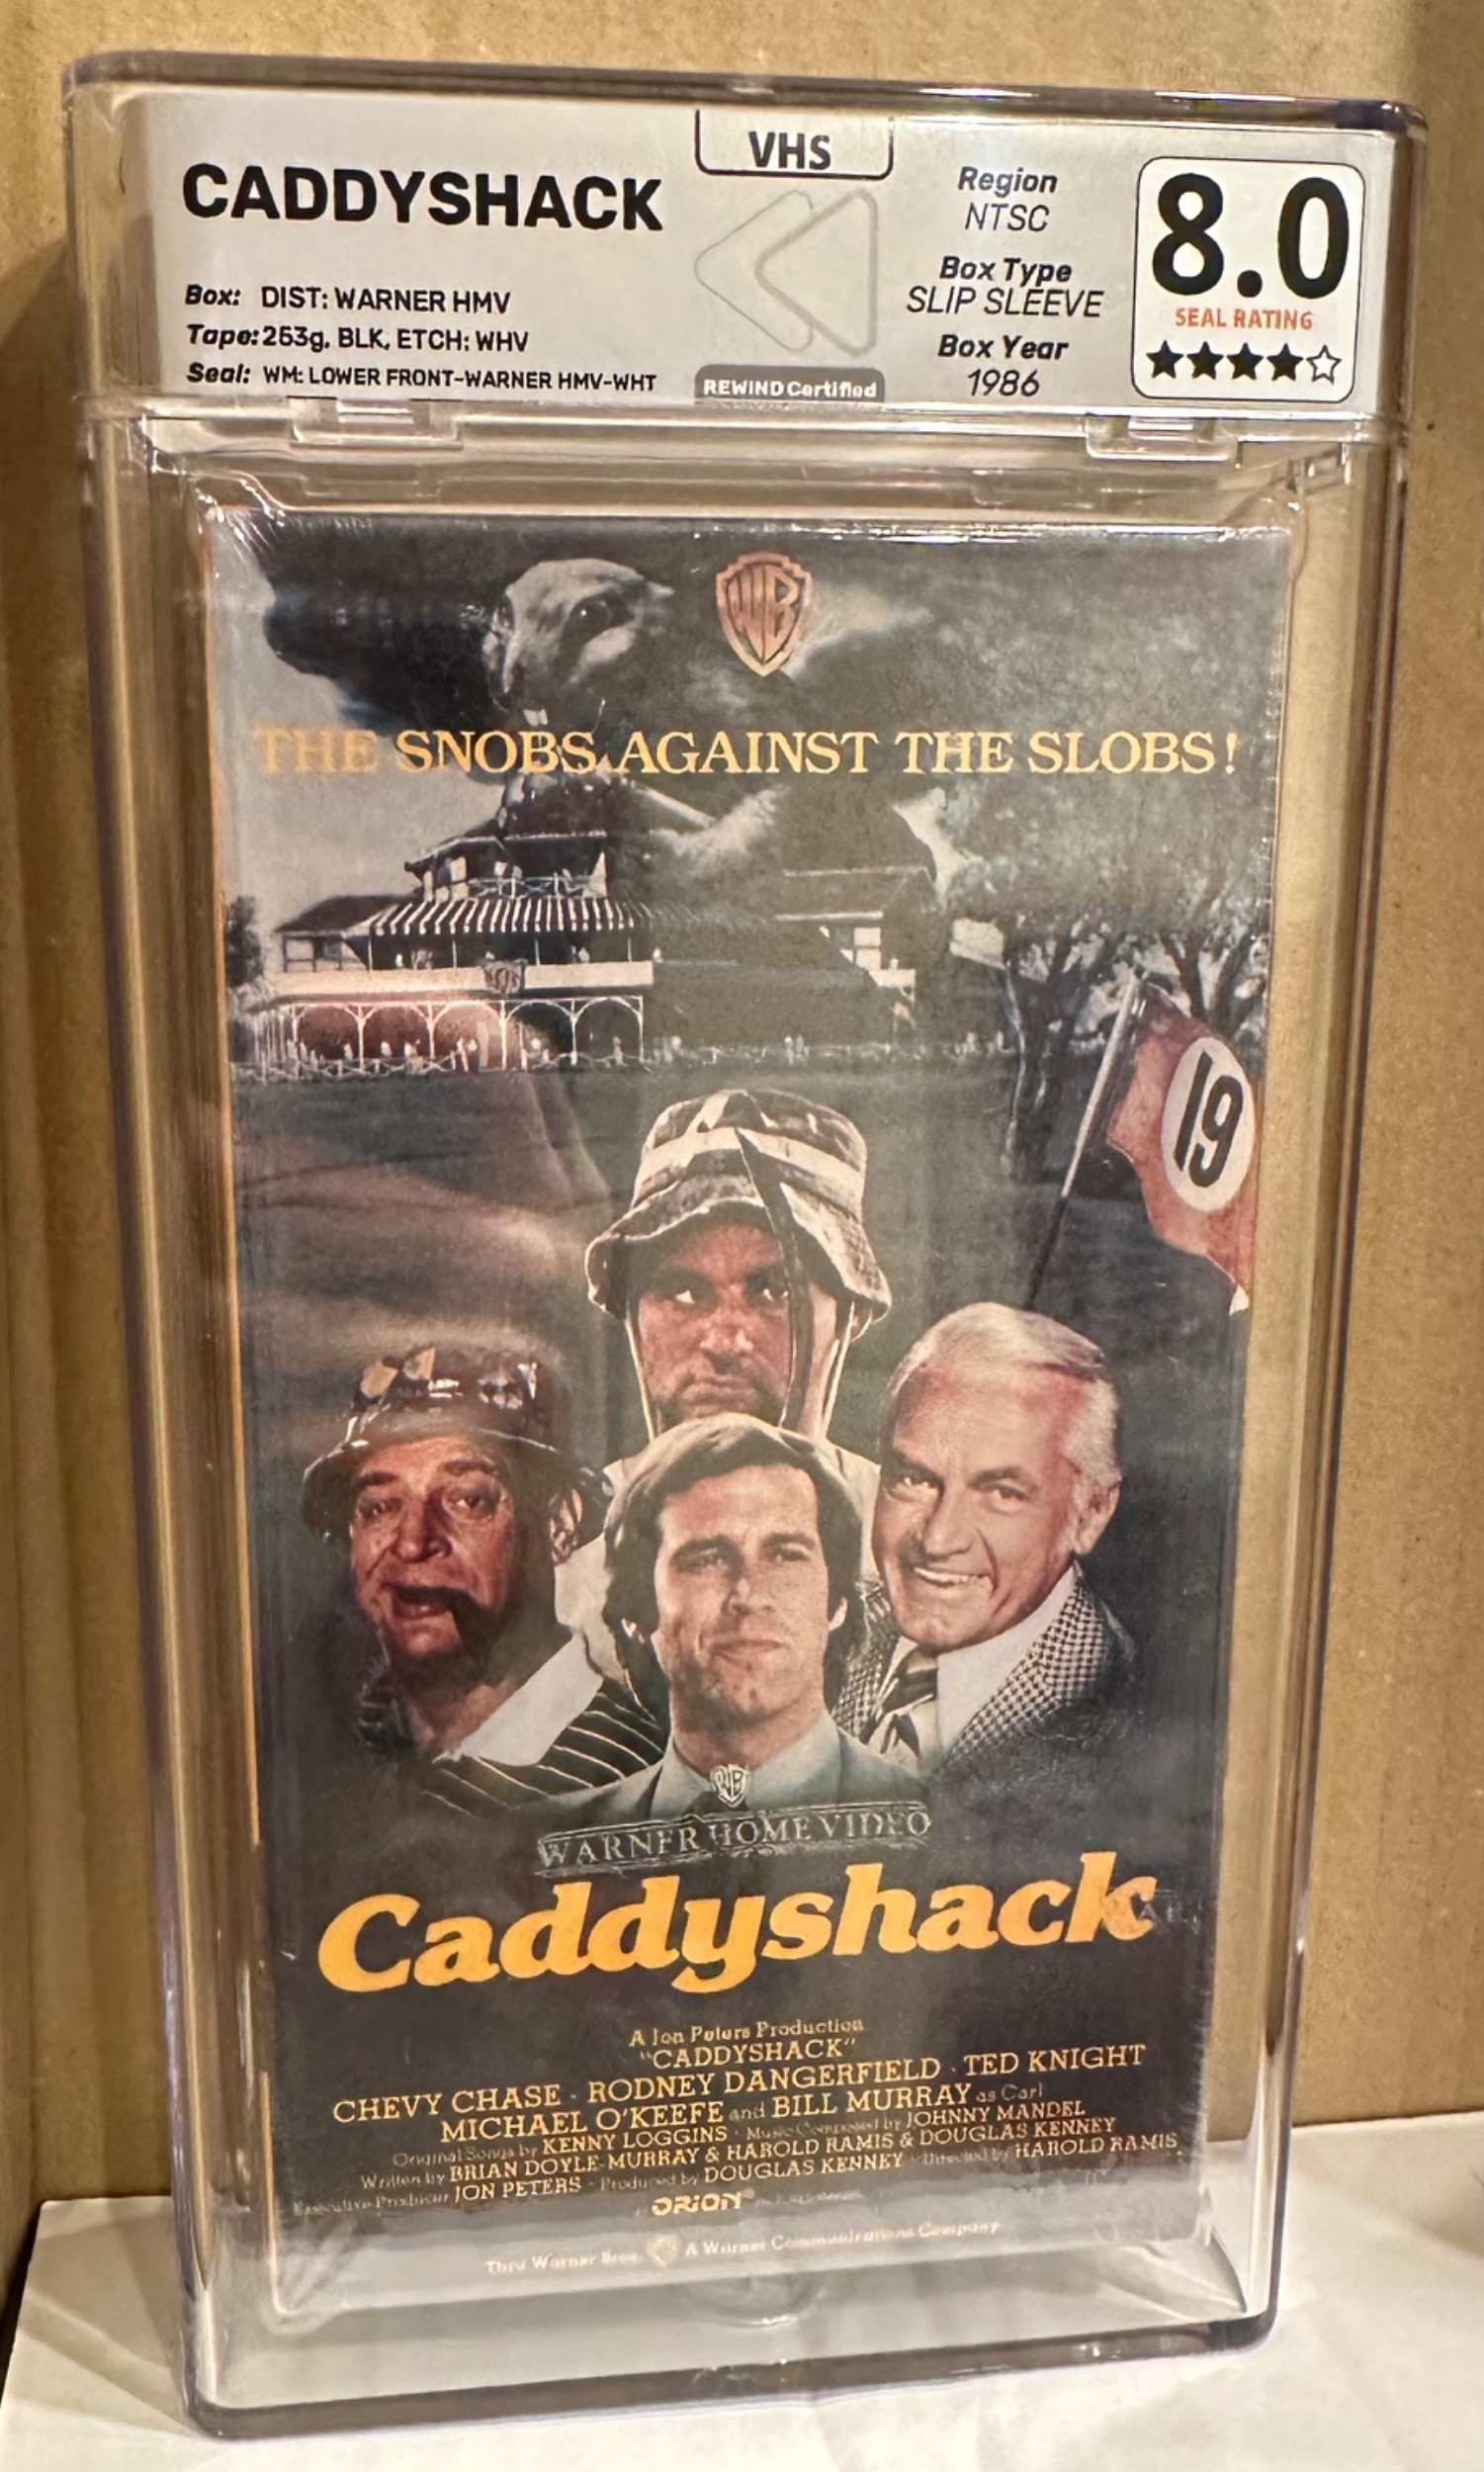 CADDYSHACK
Box: DIST: WARNER HMV
Tape: 263g, BLK, ETCH: WHV
Seal: WM: LOWER FRONT-WARNER HMV-WHT
VHS
REWIND Certified
Region
NTSC
Box Type
SLIP SLEEVE
Box Year
1986
8.0
SEAL RATING
WB
THE SNOBS AGAINST THE SLOBS!
19
WB
WARNER HOME VIDEO
Caddyshack
A Jon Peters Production
"CADDYSHACK"
CHEVY CHASE · RODNEY DANGERFIELD · TED KNIGHT
MICHAEL O'KEEFE and BILL MURRAY as Carl
Original Songs by KENNY LOGGINS · Music Composed by JOHNNY MANDEL
Written by BRIAN DOYLE-MURRAY & HAROLD RAMIS & DOUGLAS KENNEY
Executive Producer JON PETERS · Produced by DOUGLAS KENNEY · Directed by HAROLD RAMIS
ORION
Thru Warner Bros. A Warner Communications Company